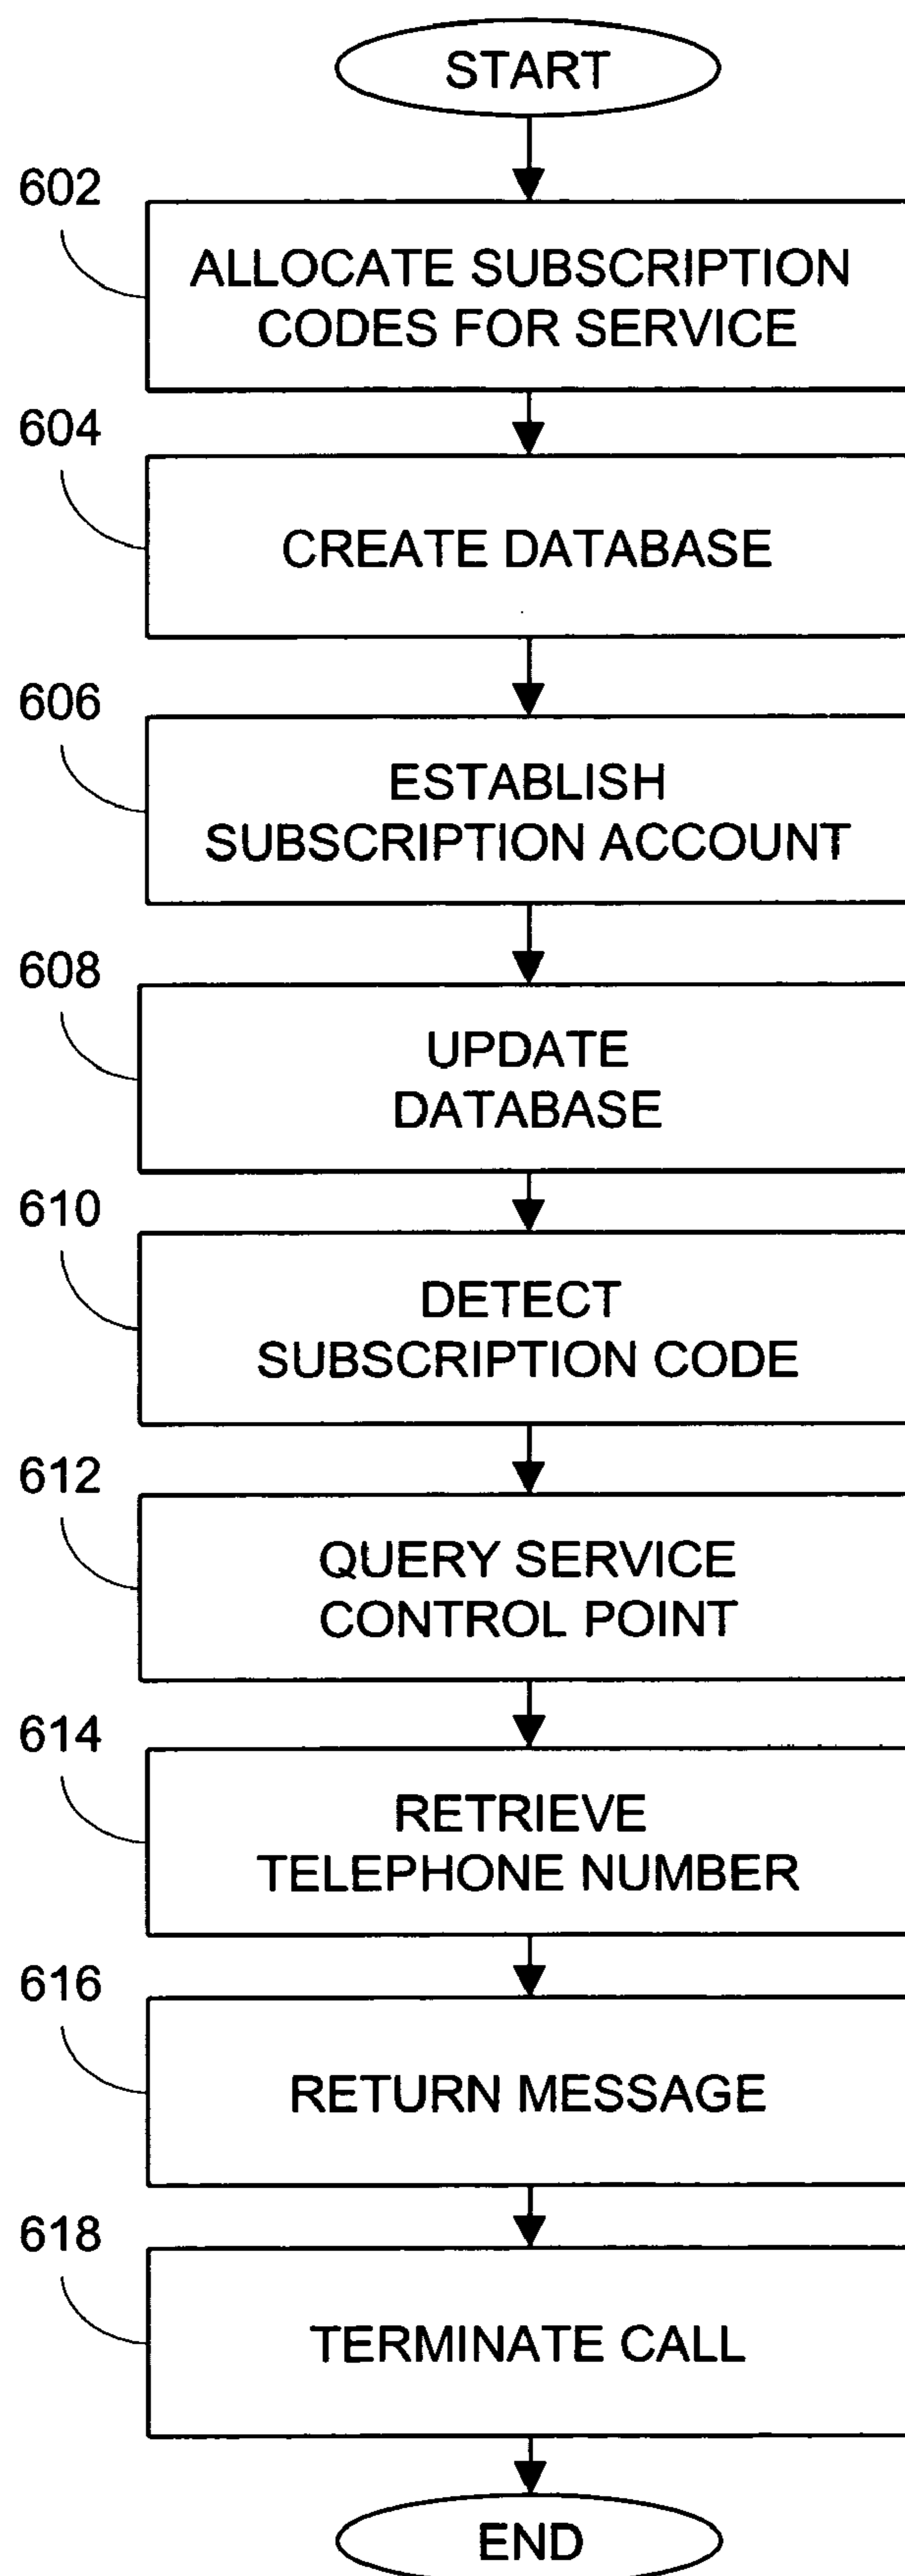 START
602
ALLOCATE SUBSCRIPTION
CODES FOR SERVICE
604
CREATE DATABASE
606
ESTABLISH
SUBSCRIPTION ACCOUNT
608
UPDATE
DATABASE
610
DETECT
SUBSCRIPTION CODE
612
QUERY SERVICE
CONTROL POINT
614
RETRIEVE
TELEPHONE NUMBER
616
RETURN MESSAGE
618
TERMINATE CALL
END